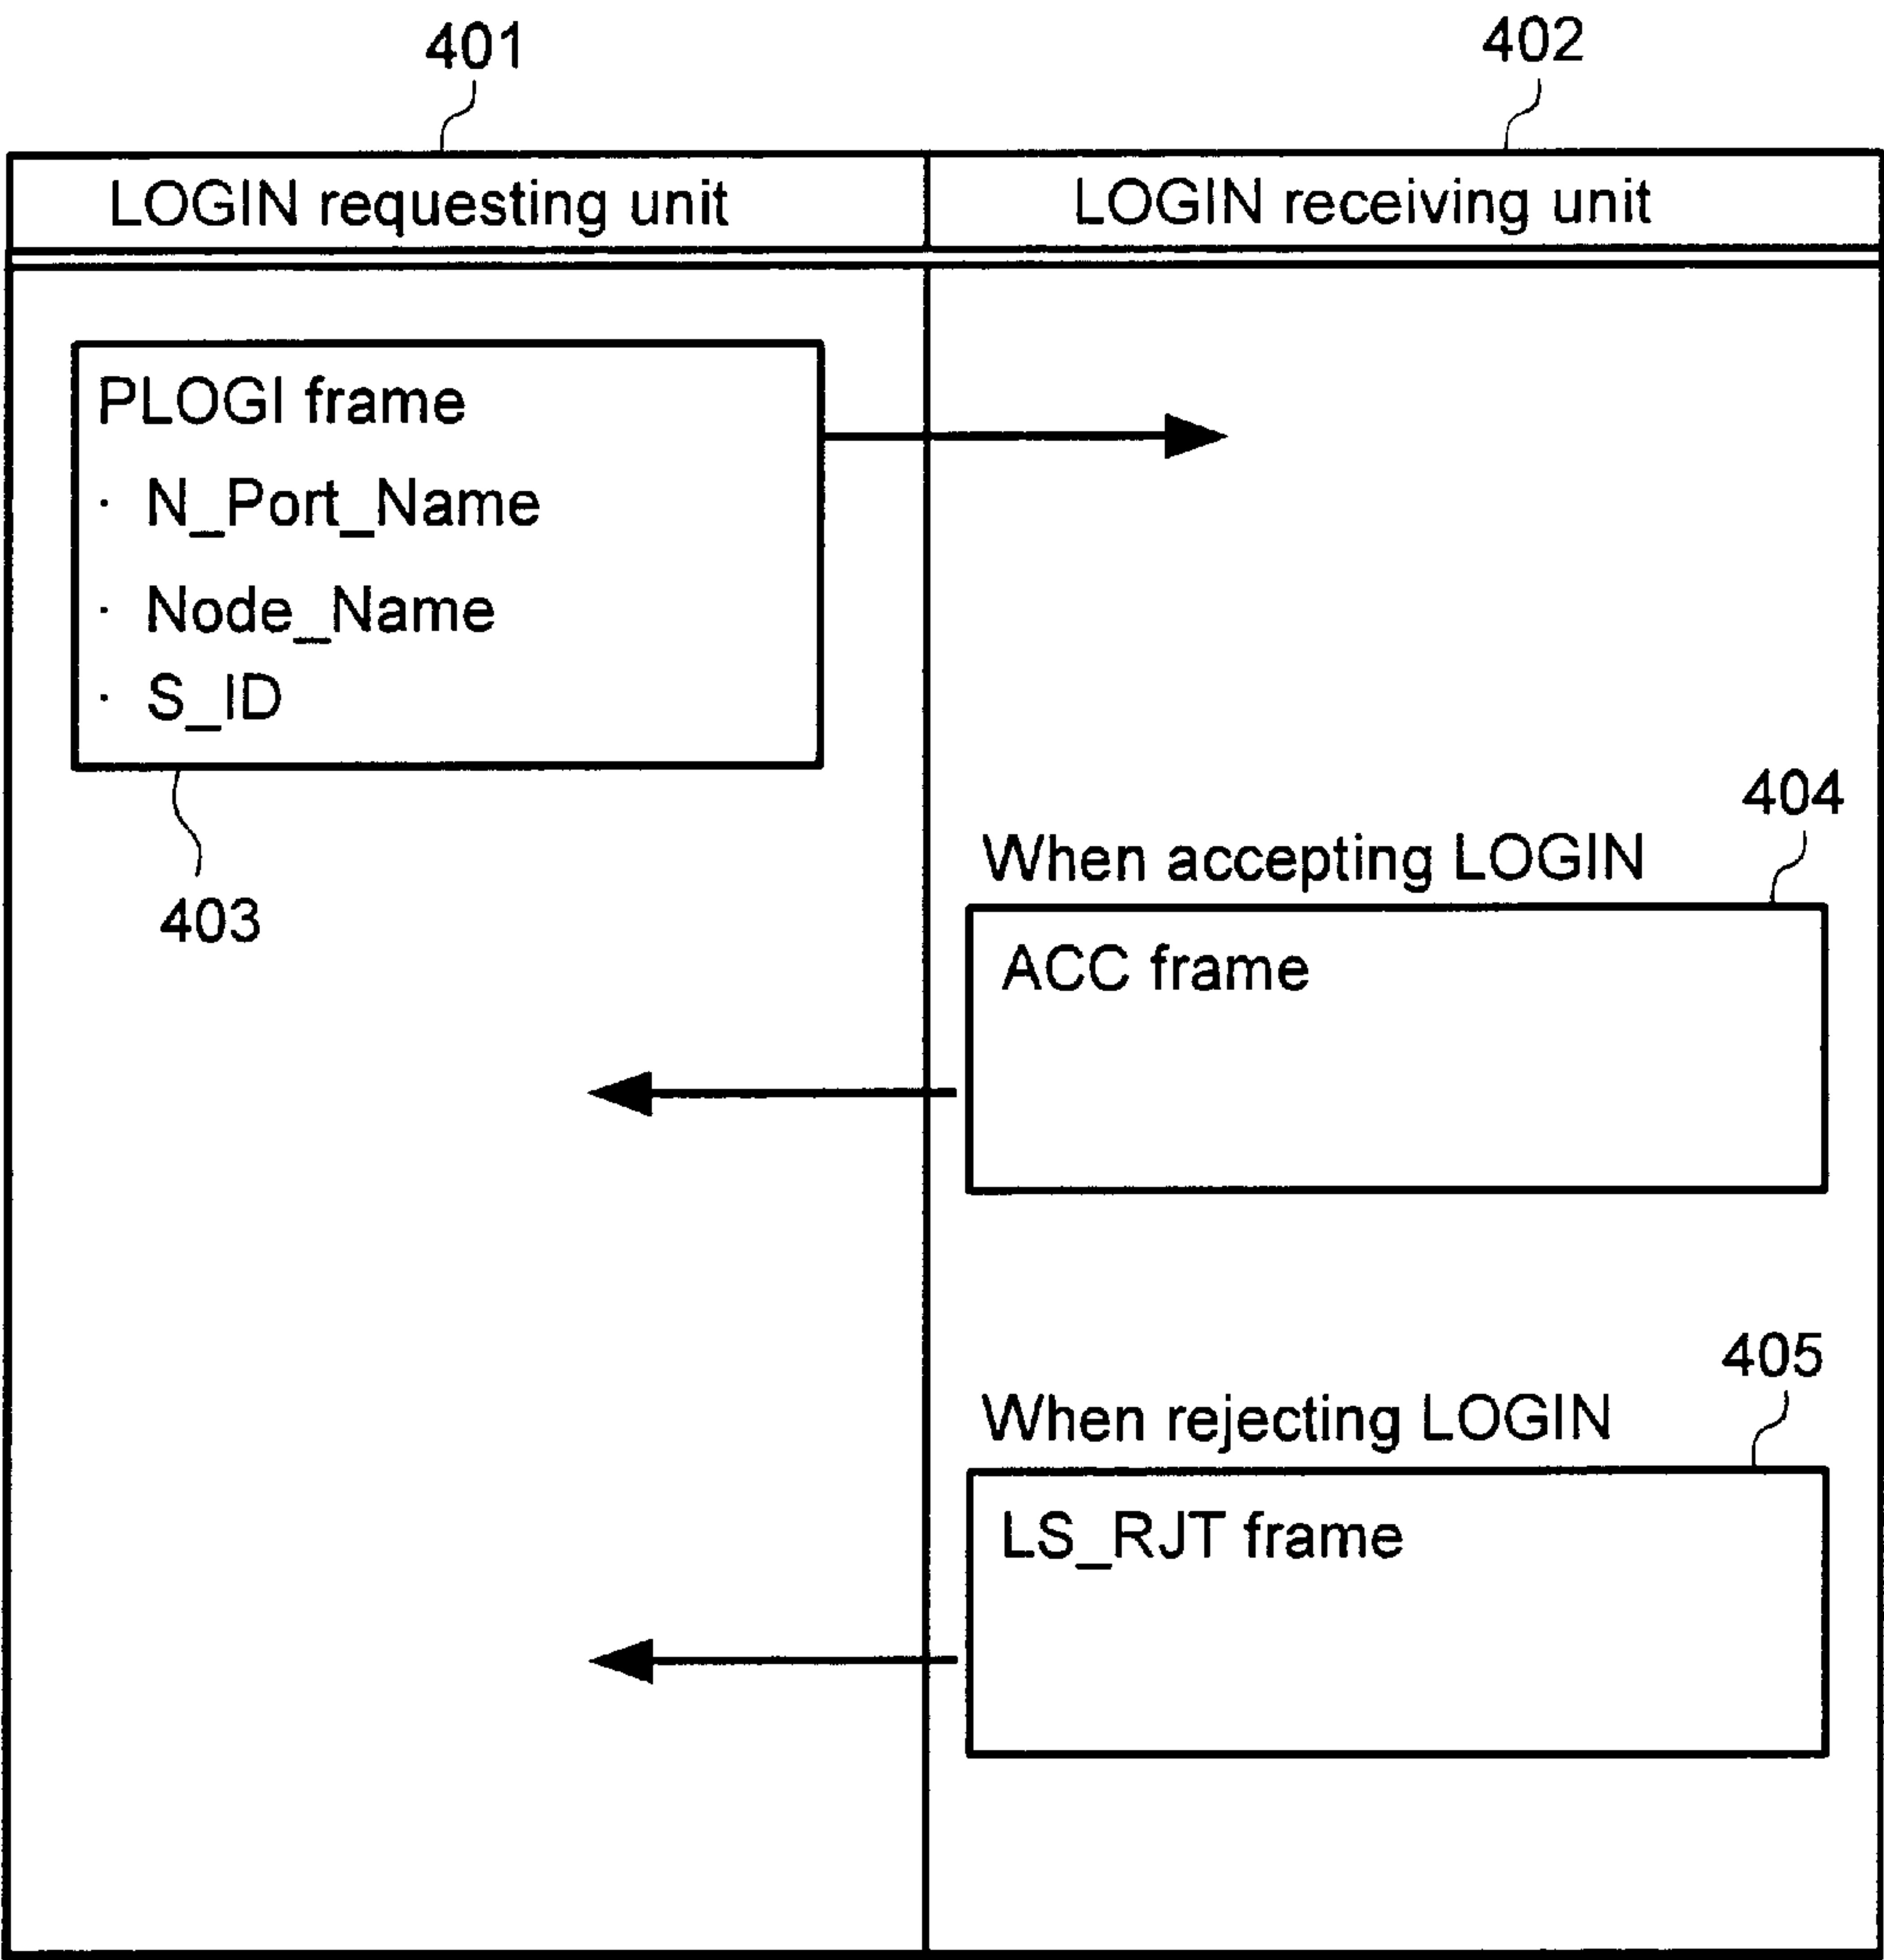 401
402
LOGIN requesting unit
LOGIN receiving unit
PLOGI frame
· N_Port_Name
· Node_Name
· S_ID
403
404
When accepting LOGIN
ACC frame
405
When rejecting LOGIN
LS_RJT frame